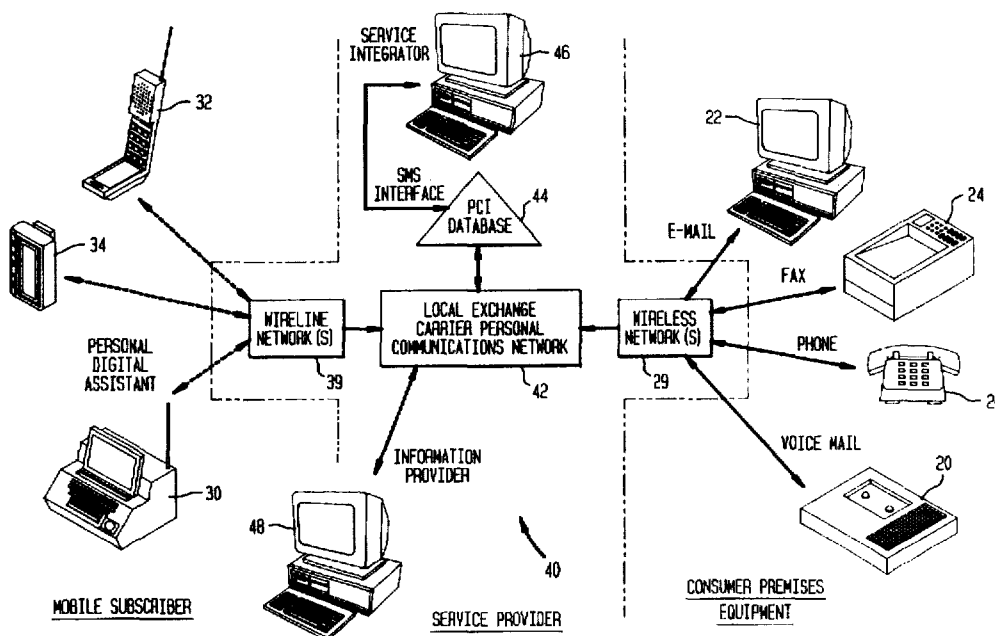 SERVICE
INTEGRATOR
46
32
22
SMS
INTERFACE
PCI
DATABASE
44
24
E-MAIL
34
FAX
WIRELINE
NETWORK(S)
39
LOCAL EXCHANGE
CARRIER PERSONAL
COMMUNICATIONS NETWORK
42
WIRELESS
NETWORK(S)
29
PHONE
PERSONAL
DIGITAL
ASSISTANT
VOICE MAIL
20
30
INFORMATION
PROVIDER
48
40
MOBILE SUBSCRIBER
SERVICE PROVIDER
CONSUMER PREMISES
EQUIPMENT